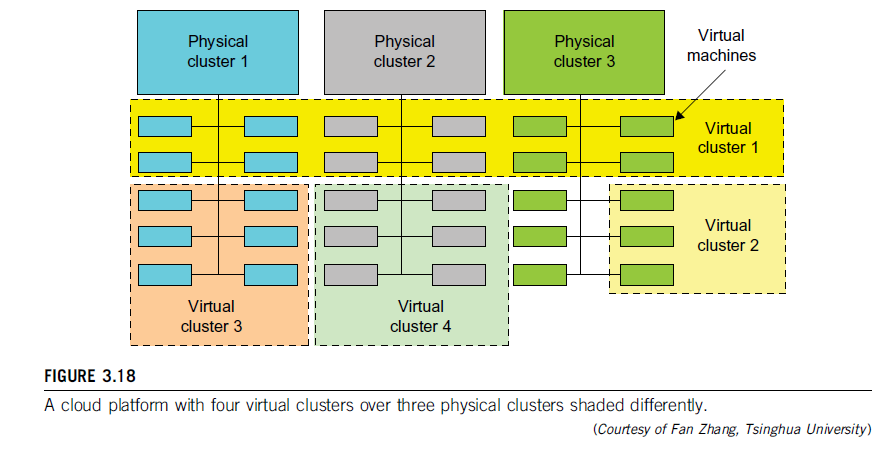 Physical
cluster 1
Physical
cluster 2
Physical
cluster 3
Virtual
machines
Virtual
cluster 1
Virtual
cluster 2
Virtual
cluster 3
Virtual
cluster 4
FIGURE 3.18
A cloud platform with four virtual clusters over three physical clusters shaded differently.
(Courtesy of Fan Zhang, Tsinghua University)